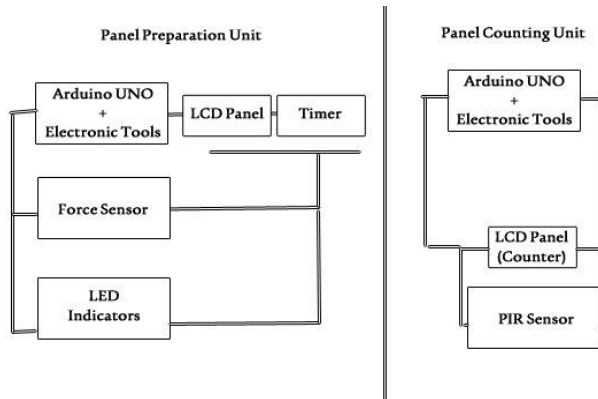 Panel Preparation Unit
Arduino UNO
+
Electronic Tools
LCD Panel
Timer
Force Sensor
LED
Indicators
Panel Counting Unit
Arduino UNO
+
Electronic Tools
LCD Panel
(Counter)
PIR Sensor